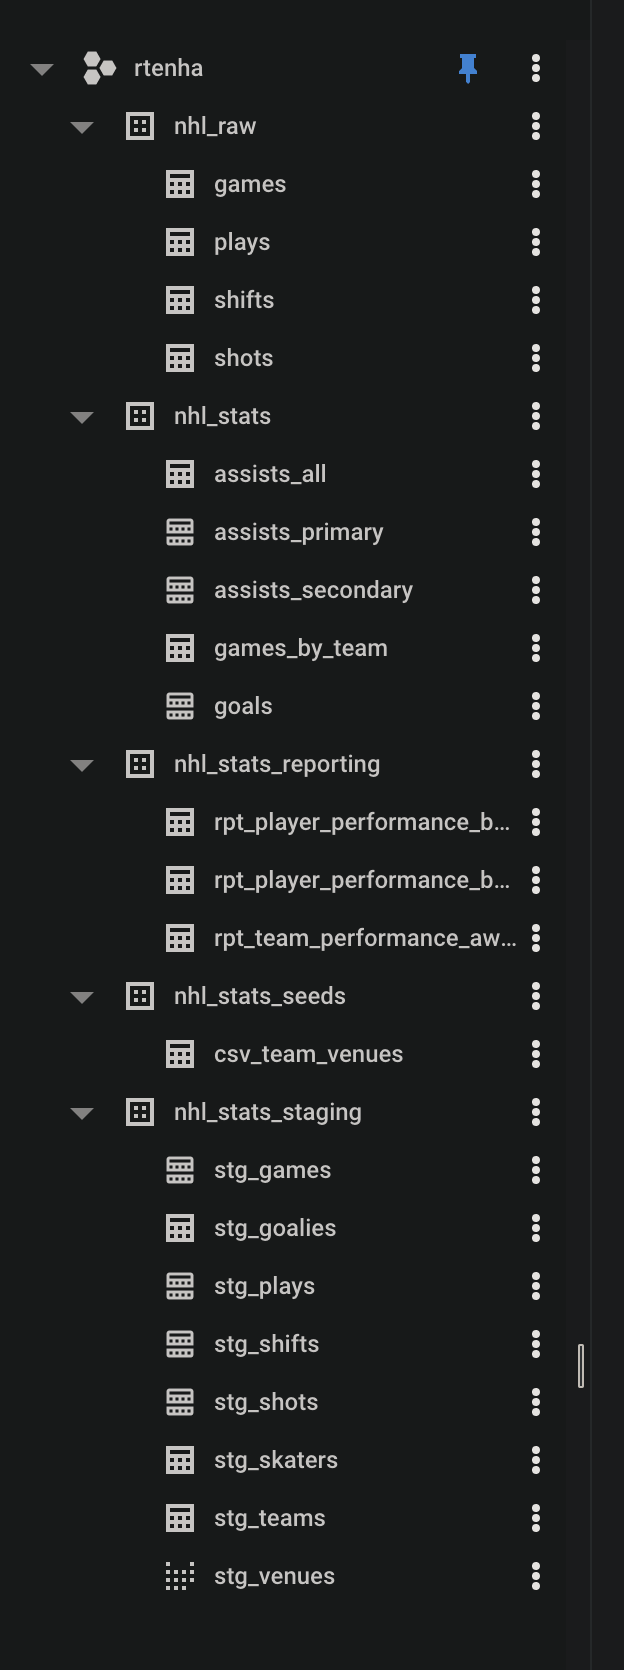 rtenha
nhl_raw
games
plays
shifts
shots
nhl_stats
assists_all
assists_primary
assists_secondary
games_by_team
goals
nhl_stats_reporting
rpt_player_performance_b...
rpt_player_performance_b...
rpt_team_performance_aw...
nhl_stats_seeds
csv_team_venues
nhl_stats_staging
stg_games
stg_goalies
stg_plays
stg_shifts
stg_shots
stg_skaters
stg_teams
stg_venues